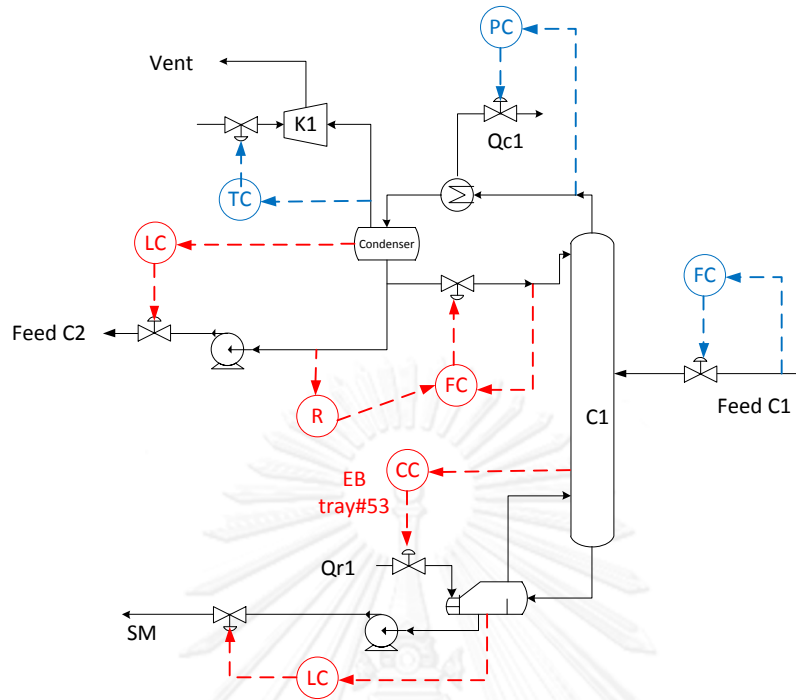 PC
Vent
K1
Qc1
TC
LC
Condenser
FC
Feed C2
FC
R
Feed C1
C1
CC
EB
tray#53
Qr1
SM
LC